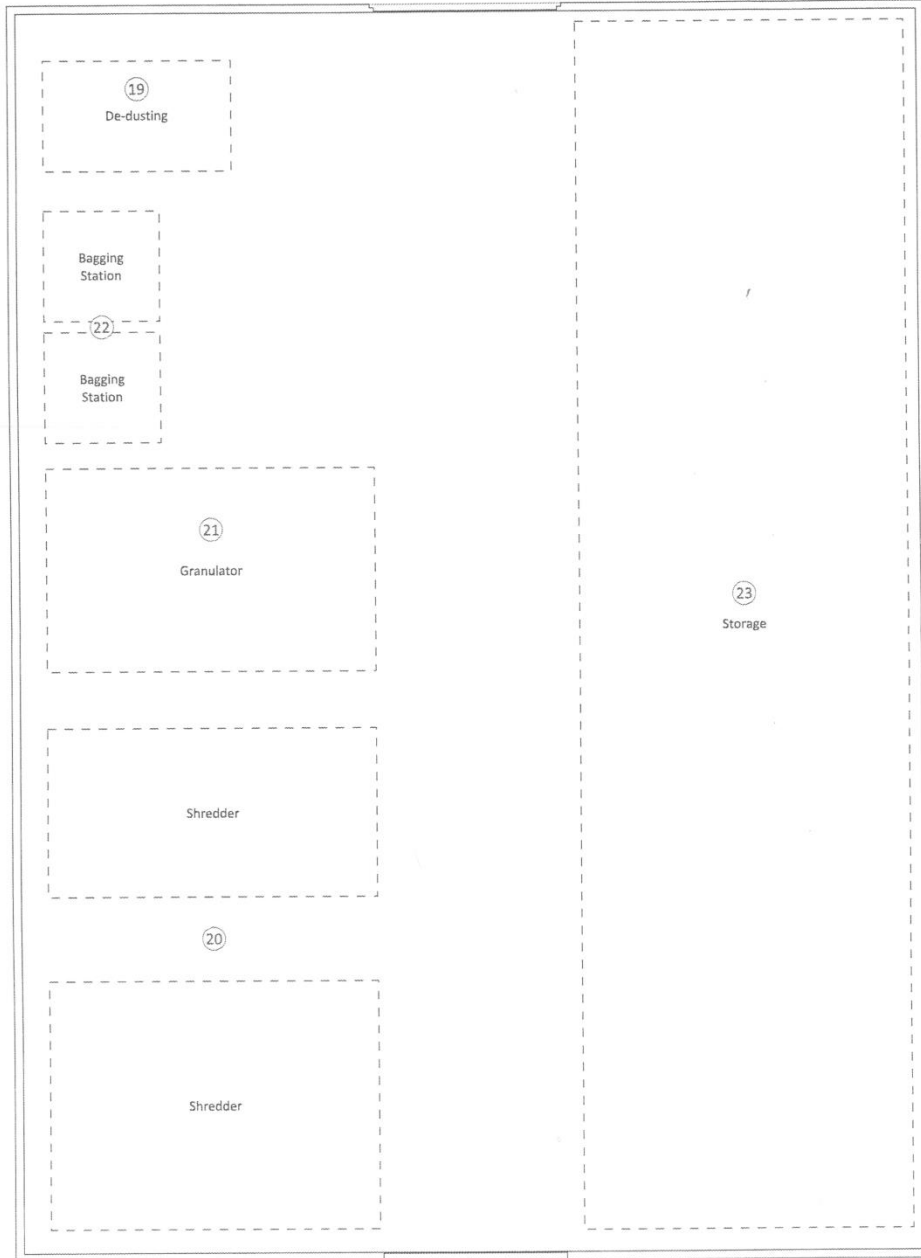 19
De-dusting
Bagging
Station
22
Bagging
Station
21
Granulator
23
Storage
Shredder
20
Shredder